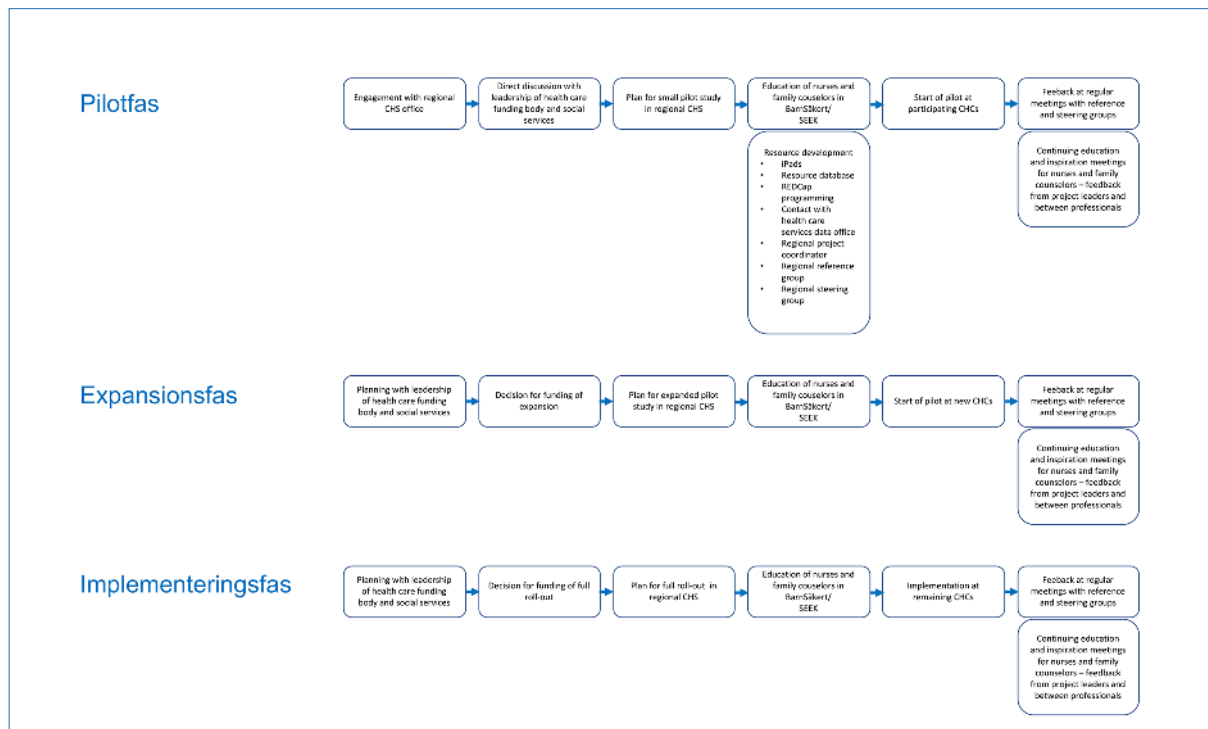 Pilotfas
Engagement with regional
CHS office
Direct discussion with
leadership of health care
funding body and social
services
Plan for small pilot study
in regional CHS
Education of nurses and
family counselors in
BarnSäkert/
SEEK
Start of pilot at
participating CHCs
Feeback at regular
meetings with reference
and steering groups
Resource development
• iPads
• Resource database
• REDCap
programming
• Contact with
health care
services data office
• Regional project
coordinator
• Regional reference
group
• Regional steering
group
Continuing education
and inspiration meetings
for nurses and family
counselors – feedback
from project leaders and
between professionals
Expansionsfas
Planning with leadership
of health care funding
body and social services
Decision for funding of
expansion
Plan for expanded pilot
study in regional CHS
Education of nurses and
family counselors in
BarnSäkert/
SEEK
Start of pilot at new CHCs
Feeback at regular
meetings with reference
and steering groups
Continuing education
and inspiration meetings
for nurses and family
counselors – feedback
from project leaders and
between professionals
Implementeringsfas
Planning with leadership
of health care funding
body and social services
Decision for funding of full
roll-out
Plan for full roll-out in
regional CHS
Education of nurses and
family counselors in
BarnSäkert/
SEEK
Implementation at
remaining CHCs
Feeback at regular
meetings with reference
and steering groups
Continuing education
and inspiration meetings
for nurses and family
counselors – feedback
from project leaders and
between professionals